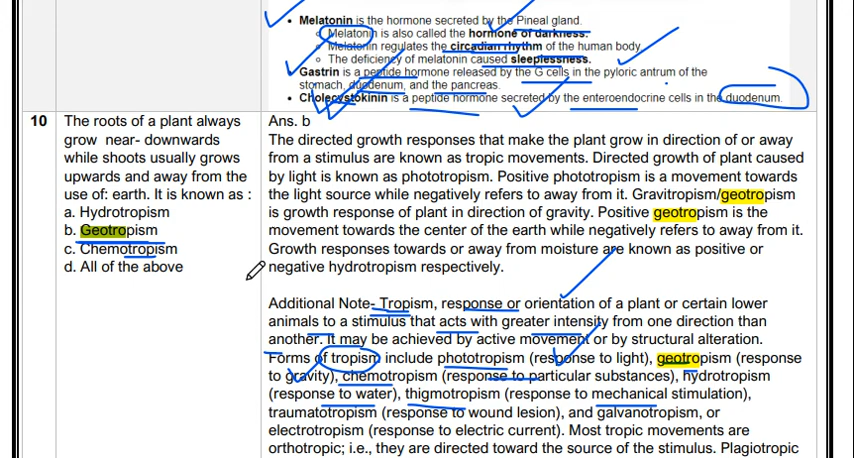 • Melatonin is the hormone secreted by the Pineal gland.
o Melatonin is also called the hormone of darkness.
o Melatonin regulates the circadian rhythm of the human body.
o The deficiency of melatonin caused sleeplessness.
Gastrin is a peptide hormone released by the G cells in the pyloric antrum of the
stomach, duodenum, and the pancreas.
• Cholecystokinin is a peptide hormone secreted by the enteroendocrine cells in the duodenum.
10
The roots of a plant always
grow near- downwards
while shoots usually grows
upwards and away from the
use of: earth. It is known as :
a. Hydrotropism
b. Geotropism
c. Chemotropism
d. All of the above
Ans. b
The directed growth responses that make the plant grow in direction of or away
from a stimulus are known as tropic movements. Directed growth of plant caused
by light is known as phototropism. Positive phototropism is a movement towards
the light source while negatively refers to away from it. Gravitropism/geotropism
is growth response of plant in direction of gravity. Positive geotropism is the
movement towards the center of the earth while negatively refers to away from it.
Growth responses towards or away from moisture are known as positive or
negative hydrotropism respectively.
Additional Note- Tropism, response or orientation of a plant or certain lower
animals to a stimulus that acts with greater intensity from one direction than
another. It may be achieved by active movement or by structural alteration.
Forms of tropism include phototropism (response to light), geotropism (response
to gravity), chemotropism (response to particular substances), hydrotropism
(response to water), thigmotropism (response to mechanical stimulation),
traumatotropism (response to wound lesion), and galvanotropism, or
electrotropism (response to electric current). Most tropic movements are
orthotropic; i.e., they are directed toward the source of the stimulus. Plagiotropic